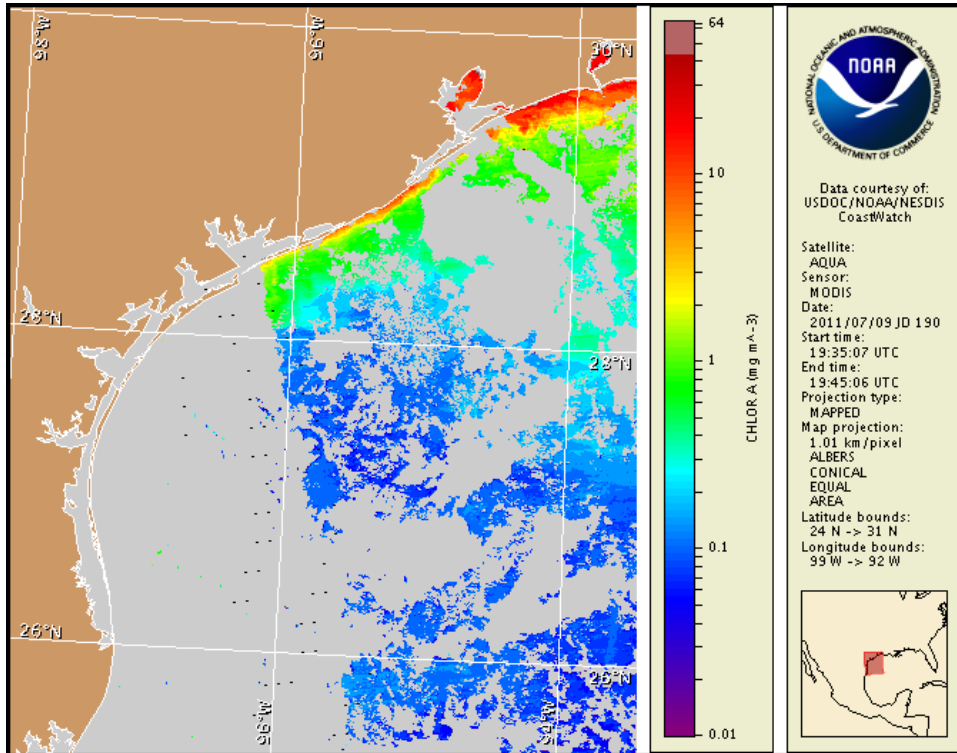 98°W
96°W
30°N
28°N
28°N
26°N
26°N
96°W
94°W
64
10
1
0.1
0.01
CHLOR A (mg m^-3)
NATIONAL OCEANIC AND ATMOSPHERIC ADMINISTRATION
NOAA
U.S. DEPARTMENT OF COMMERCE
Data courtesy of:
USDOC/NOAA/NESDIS
CoastWatch
Satellite:
AQUA
Sensor:
MODIS
Date:
2011/07/09 JD 190
Start time:
19:35:07 UTC
End time:
19:45:06 UTC
Projection type:
MAPPED
Map projection:
1.01 km/pixel
ALBERS
CONICAL
EQUAL
AREA
Latitude bounds:
24 N -> 31 N
Longitude bounds:
99 W -> 92 W